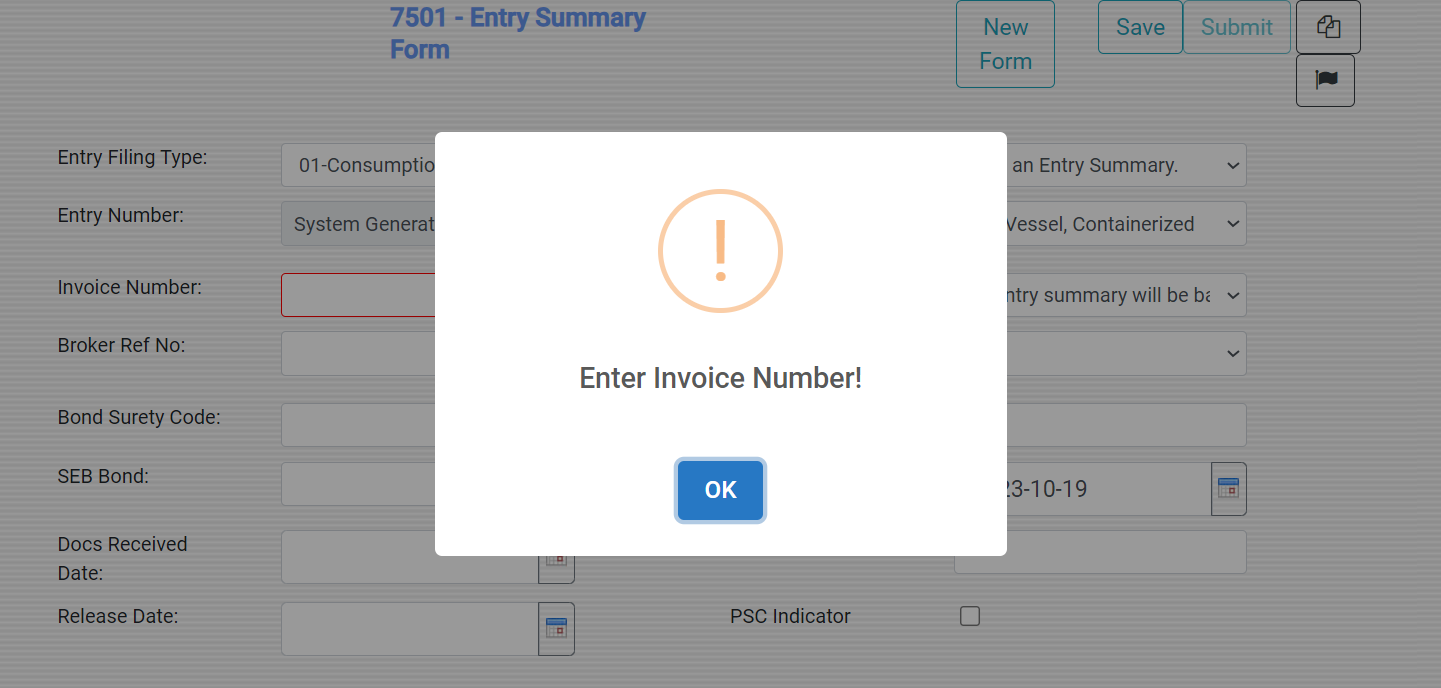 7501 - Entry Summary
Form
New
Form
Save
Submit
Entry Filing Type:
01-Consumptio
an Entry Summary.
Entry Number:
System Generat
Vessel, Containerized
Invoice Number:
ntry summary will be
Broker Ref No:
!
Enter Invoice Number!
OK
Bond Surety Code:
SEB Bond:
23-10-19
Docs Received
Date:
Release Date:
PSC Indicator